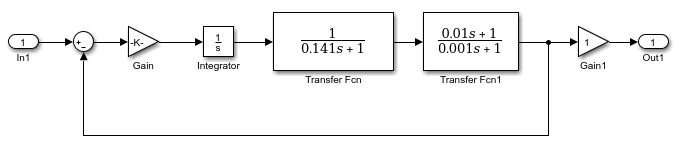 1
In1
+
−
-K-
Gain
1
s
Integrator
1
0.141s + 1
Transfer Fcn
0.01s + 1
0.001s + 1
Transfer Fcn1
1
Gain1
1
Out1